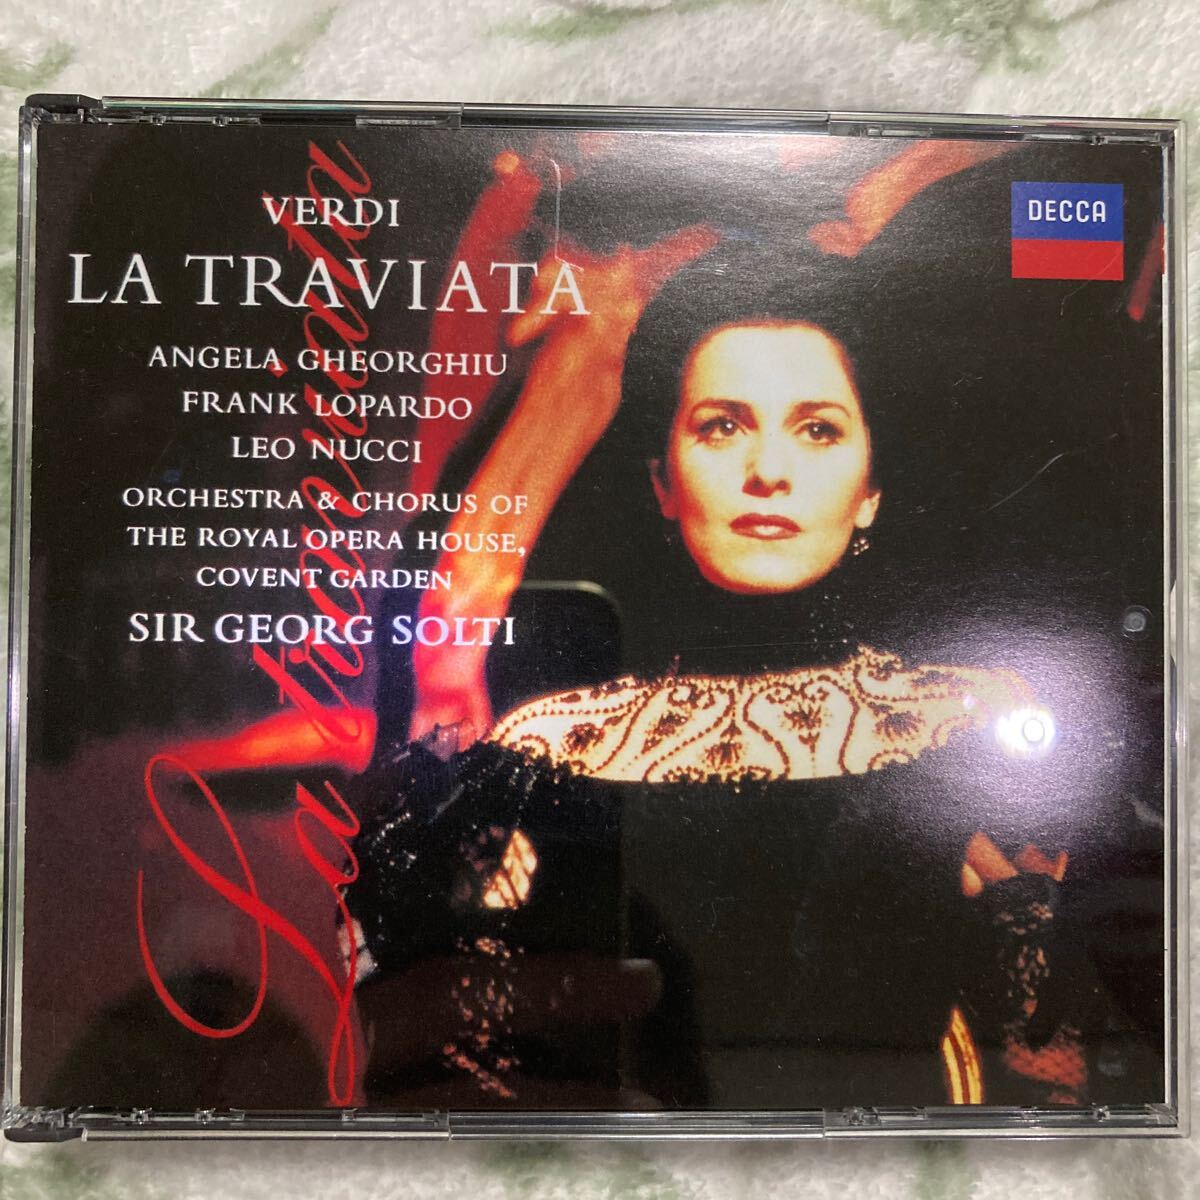 VERDI
LA TRAVIATA
ANGELA GHEORGHIU
FRANK LOPARDO
LEO NUCCI
ORCHESTRA & CHORUS OF
THE ROYAL OPERA HOUSE,
COVENT GARDEN
SIR GEORG SOLTI
La traviata
DECCA